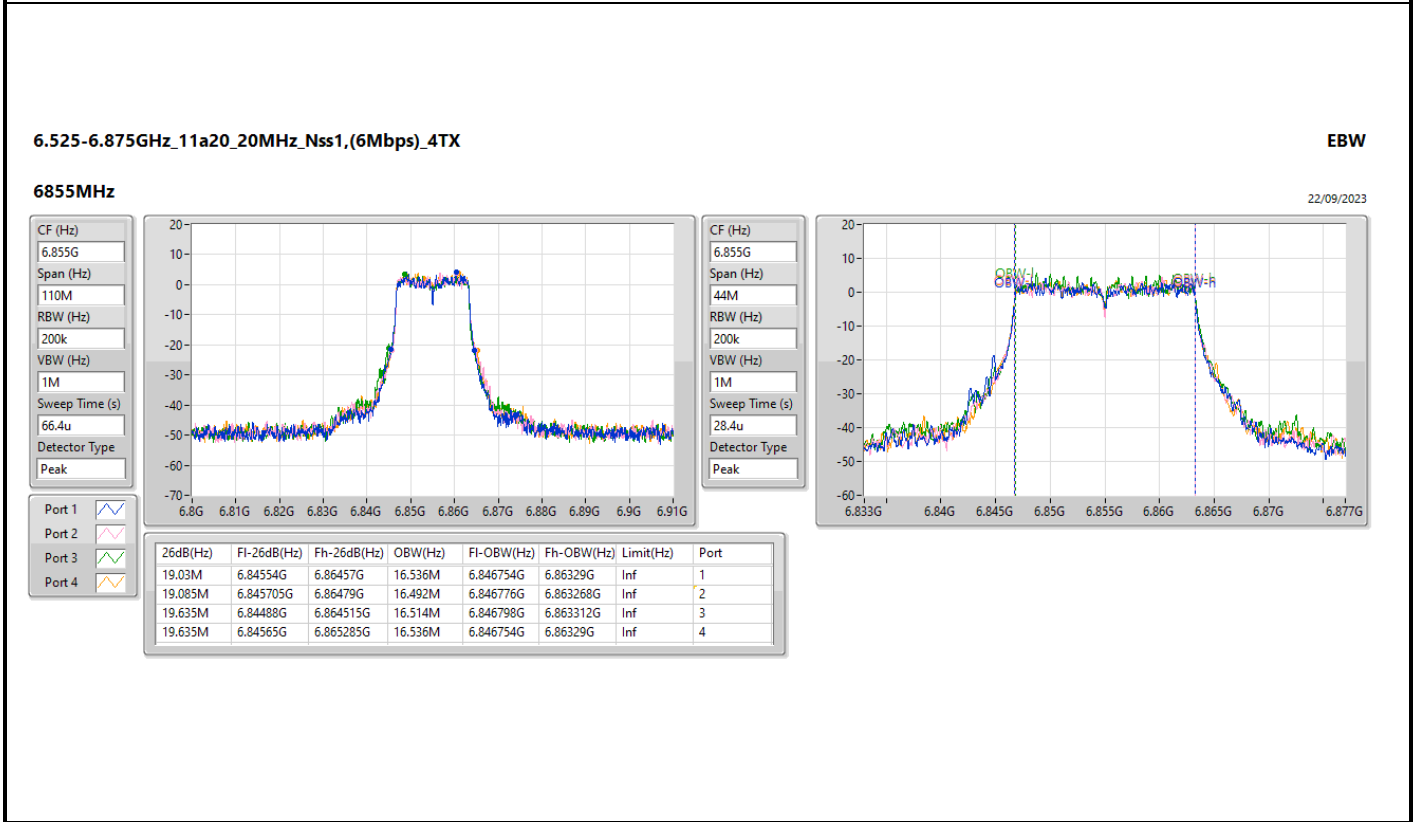 6.525-6.875GHz_11a20_20MHz_Nss1,(6Mbps)_4TX
EBW
6855MHz
22/09/2023
CF (Hz)
6.855G
Span (Hz)
110M
RBW (Hz)
200k
VBW (Hz)
1M
Sweep Time (s)
66.4u
Detector Type
Peak
Port 1
Port 2
Port 3
Port 4
20
10
0
-10
-20
-30
-40
-50
-60
-70
6.8G 6.81G 6.82G 6.83G 6.84G 6.85G 6.86G 6.87G 6.88G 6.89G 6.9G 6.91G
CF (Hz)
6.855G
Span (Hz)
44M
RBW (Hz)
200k
VBW (Hz)
1M
Sweep Time (s)
28.4u
Detector Type
Peak
20
10
0
-10
-20
-30
-40
-50
-60
OBW-h
6.833G 6.84G 6.845G 6.85G 6.855G 6.86G 6.865G 6.87G 6.877G
26dB(Hz) Fl-26dB(Hz) Fh-26dB(Hz) OBW(Hz) Fl-OBW(Hz) Fh-OBW(Hz) Limit(Hz) Port
19.03M 6.84554G 6.86457G 16.536M 6.846754G 6.86329G Inf 1
19.085M 6.845705G 6.86479G 16.492M 6.846776G 6.863268G Inf 2
19.635M 6.84488G 6.864515G 16.514M 6.846798G 6.863312G Inf 3
19.635M 6.84565G 6.865285G 16.536M 6.846754G 6.86329G Inf 4